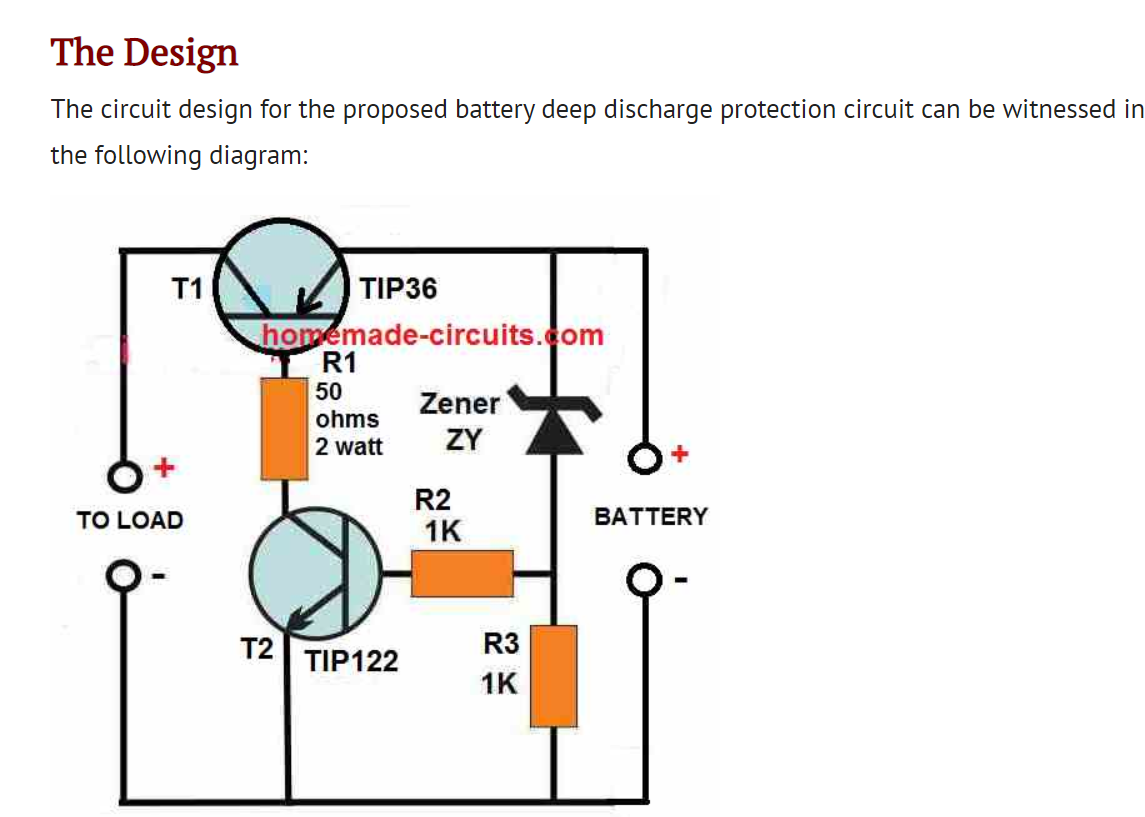 The Design
The circuit design for the proposed battery deep discharge protection circuit can be witnessed in
the following diagram:
T1
TIP36
homemade-circuits.com
R1
50
ohms
2 watt
Zener
ZY
+
+
TO LOAD
R2
1K
BATTERY
-
-
T2
TIP122
R3
1K